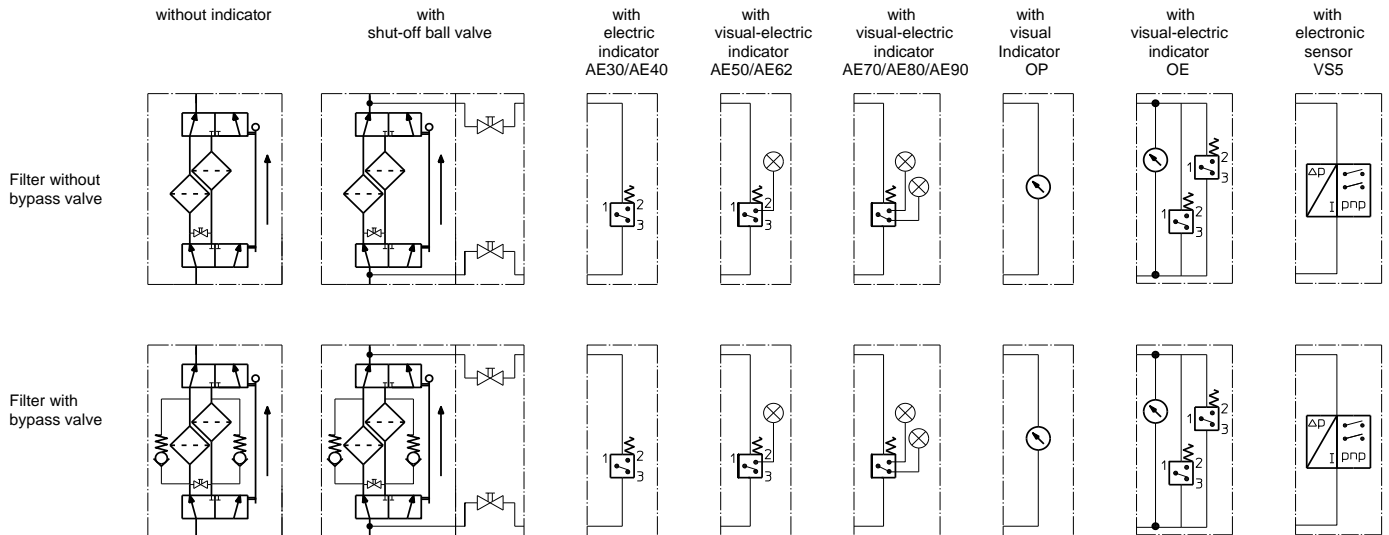 without indicator
with
shut-off ball valve
with
electric
indicator
AE30/AE40
with
visual-electric
indicator
AE50/AE62
with
visual-electric
indicator
AE70/AE80/AE90
with
visual
Indicator
OP
with
visual-electric
indicator
OE
with
electronic
sensor
VS5
Filter without
bypass valve
1 2
3
1 2
3
1 2
3
1 2
3
Δp
I pnp
Filter with
bypass valve
1 2
3
1 2
3
1 2
3
1 2
3
Δp
I pnp